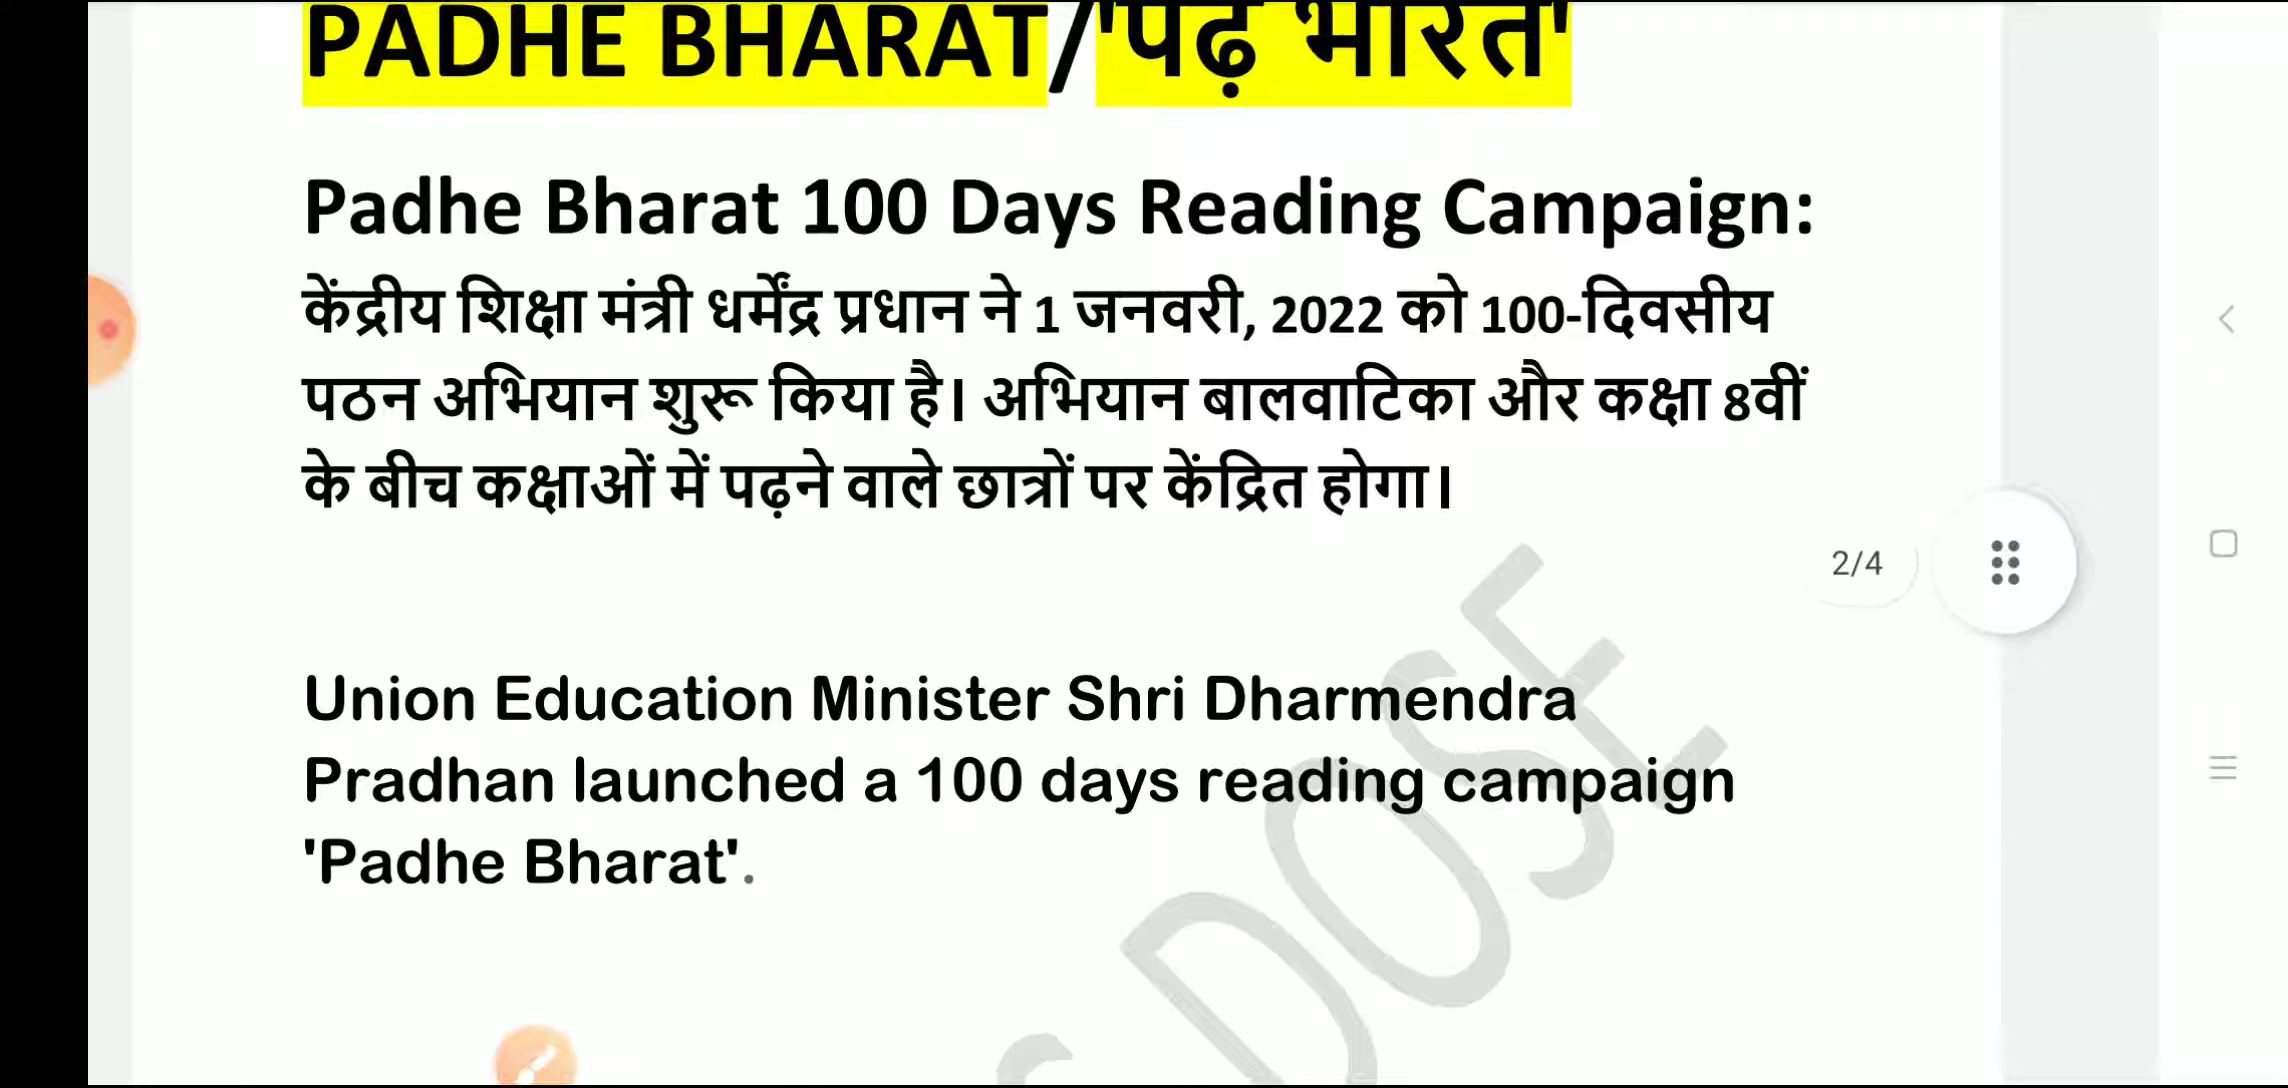 PADHE BHARAT/'पढ़े भारत'
Padhe Bharat 100 Days Reading Campaign:
केंद्रीय शिक्षा मंत्री धर्मेंद्र प्रधान ने 1 जनवरी, 2022 को 100-दिवसीय
पठन अभियान शुरू किया है। अभियान बालवाटिका और कक्षा 8वीं
के बीच कक्षाओं में पढ़ने वाले छात्रों पर केंद्रित होगा।
2/4
Union Education Minister Shri Dharmendra
Pradhan launched a 100 days reading campaign
'Padhe Bharat'.
DOSE